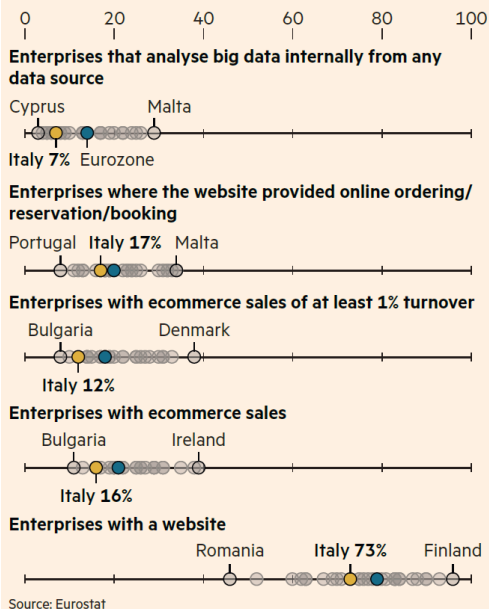 0 20 40 60 80 100
Enterprises that analyse big data internally from any
data source
Cyprus Malta
Italy 7% Eurozone
Enterprises where the website provided online ordering/
reservation/booking
Portugal Italy 17% Malta
Enterprises with ecommerce sales of at least 1% turnover
Bulgaria Denmark
Italy 12%
Enterprises with ecommerce sales
Bulgaria Ireland
Italy 16%
Enterprises with a website
Romania Italy 73% Finland
Source: Eurostat